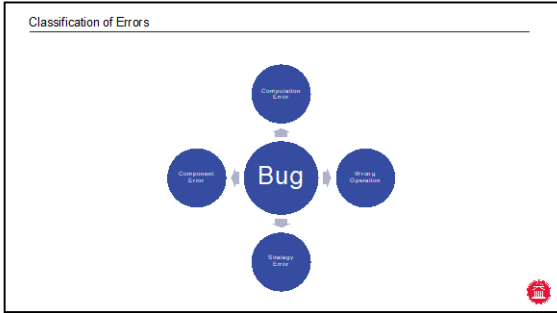 Classification of Errors
Computation
Error
Component
Error
Bug
Wrong
Operation
Strategy
Error